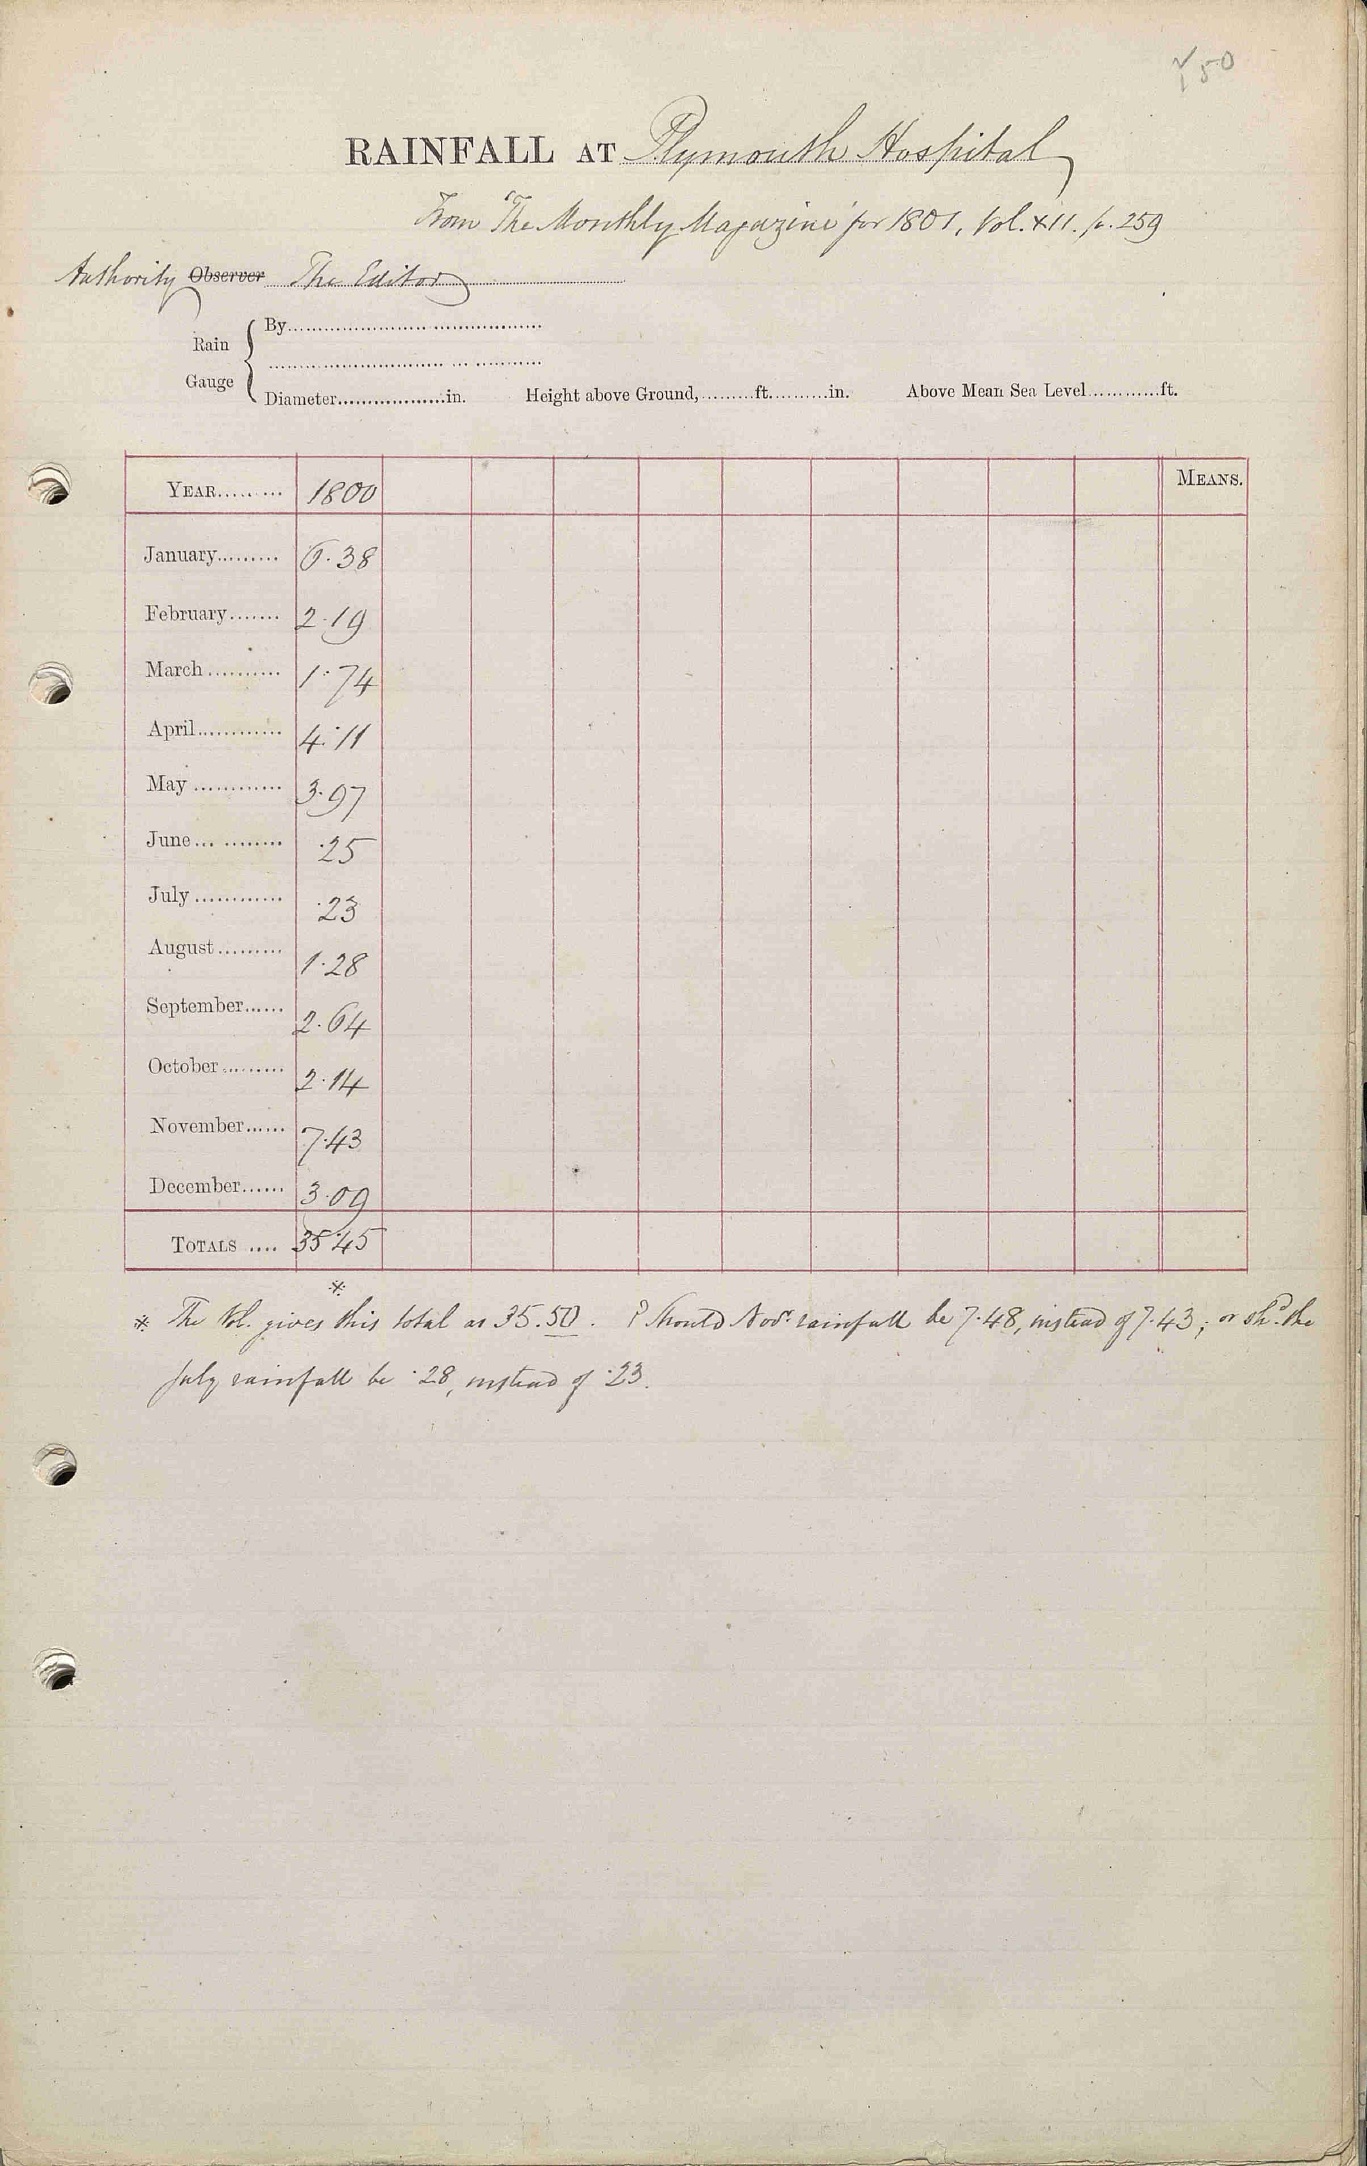 150
RAINFALL AT Plymouth Hospital
From 'The Monthly Magazine' for 1801, Vol. XII. p. 259
Authority Observer The Editor
Rain Gauge
By
Diameter in. Height above Ground, ft. in. Above Mean Sea Level ft.
YEAR 1800 MEANS.
January 6.38
February 2.19
March 1.74
April 4.11
May 3.97
June .25
July .23
August 1.28
September 2.64
October 2.14
November 7.43
December 3.09
TOTALS 35.45
*
* The Vol. gives this total as 35.50. ? Should Novr. rainfall be 7.48, instead of 7.43; or shd. the
July rainfall be .28, instead of .23.